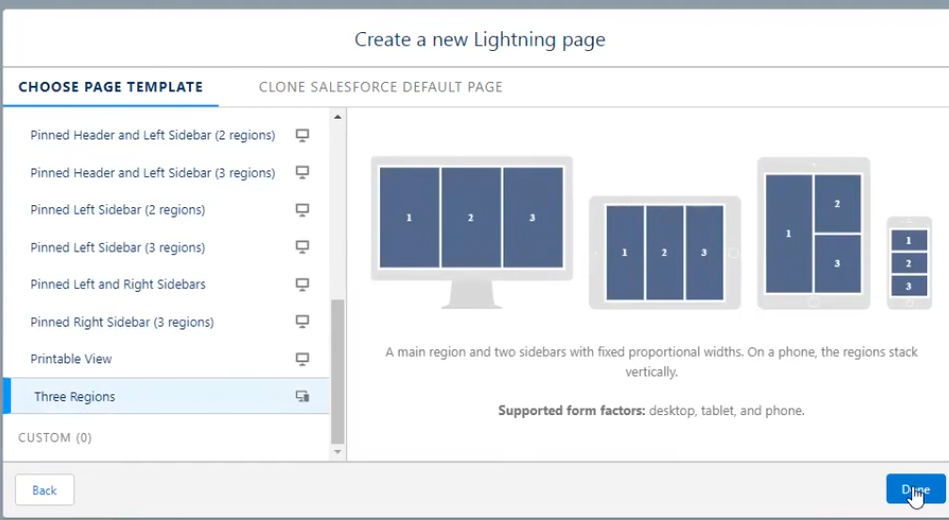 Create a new Lightning page
CHOOSE PAGE TEMPLATE
CLONE SALESFORCE DEFAULT PAGE
Pinned Header and Left Sidebar (2 regions)
Pinned Header and Left Sidebar (3 regions)
Pinned Left Sidebar (2 regions)
Pinned Left Sidebar (3 regions)
Pinned Left and Right Sidebars
Pinned Right Sidebar (3 regions)
Printable View
Three Regions
CUSTOM (0)
1 2 3
1 2 3
1 2 3
1
2
3
A main region and two sidebars with fixed proportional widths. On a phone, the regions stack
vertically.
Supported form factors: desktop, tablet, and phone.
Back
Done